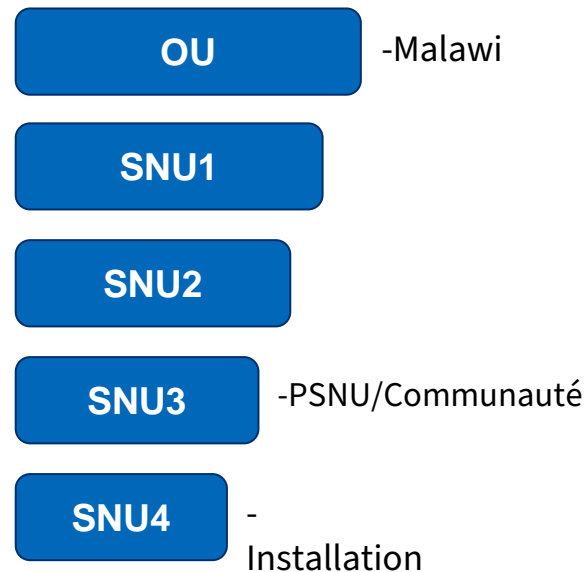 OU -Malawi
SNU1
SNU2
SNU3 -PSNU/Communauté
SNU4 -
Installation